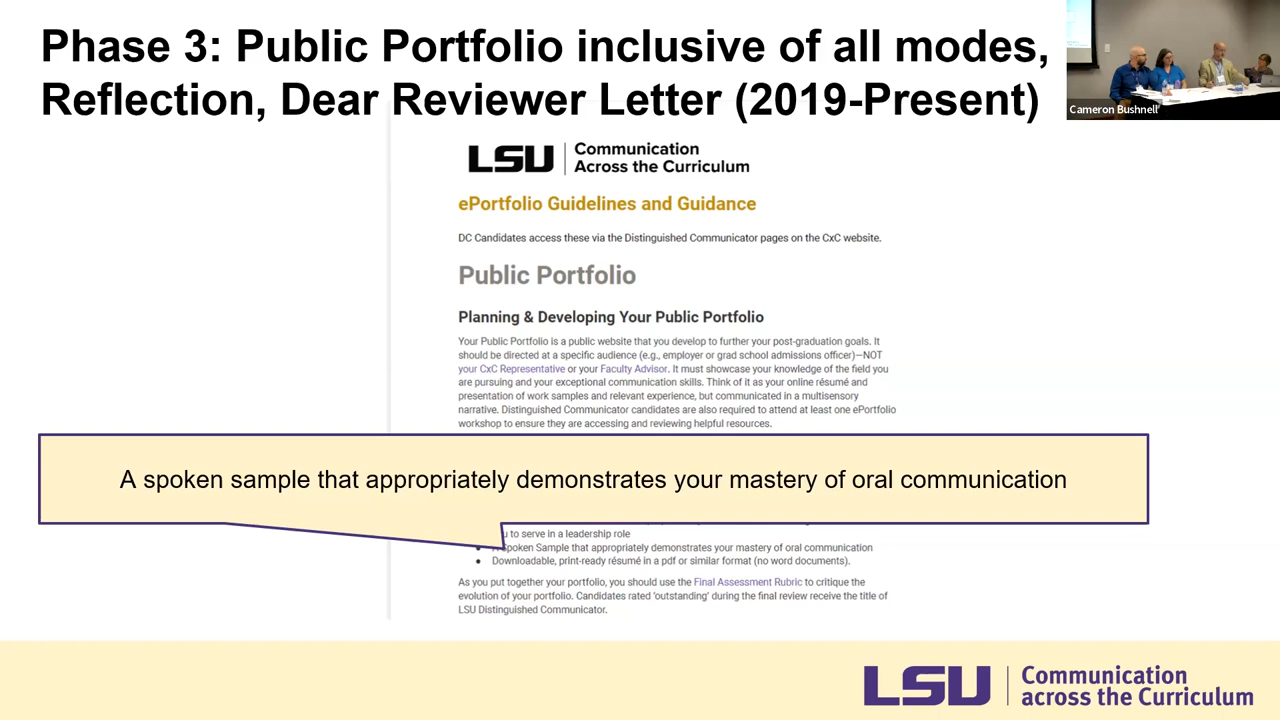 Phase 3: Public Portfolio inclusive of all modes,
Reflection, Dear Reviewer Letter (2019-Present)
Cameron Bushnell
LSU Communication
Across the Curriculum
ePortfolio Guidelines and Guidance
DC Candidates access these via the Distinguished Communicator pages on the CxC website.
Public Portfolio
Planning & Developing Your Public Portfolio
Your Public Portfolio is a public website that you develop to further your post-graduation goals. It
should be directed at a specific audience (e.g., employer or grad school admissions officer)—NOT
your CxC Representative or your Faculty Advisor. It must showcase your knowledge of the field you
are pursuing and your exceptional communication skills. Think of it as your online résumé and
presentation of work samples and relevant experience, but communicated in a multisensory
narrative. Distinguished Communicator candidates are also required to attend at least one ePortfolio
workshop to ensure they are accessing and reviewing helpful resources.
A spoken sample that appropriately demonstrates your mastery of oral communication
to serve in a leadership role
Spoken Sample that appropriately demonstrates your mastery of oral communication
• Downloadable, print-ready résumé in a pdf or similar format (no word documents).
As you put together your portfolio, you should use the Final Assessment Rubric to critique the
evolution of your portfolio. Candidates rated 'outstanding' during the final review receive the title of
LSU Distinguished Communicator.
LSU Communication
across the Curriculum